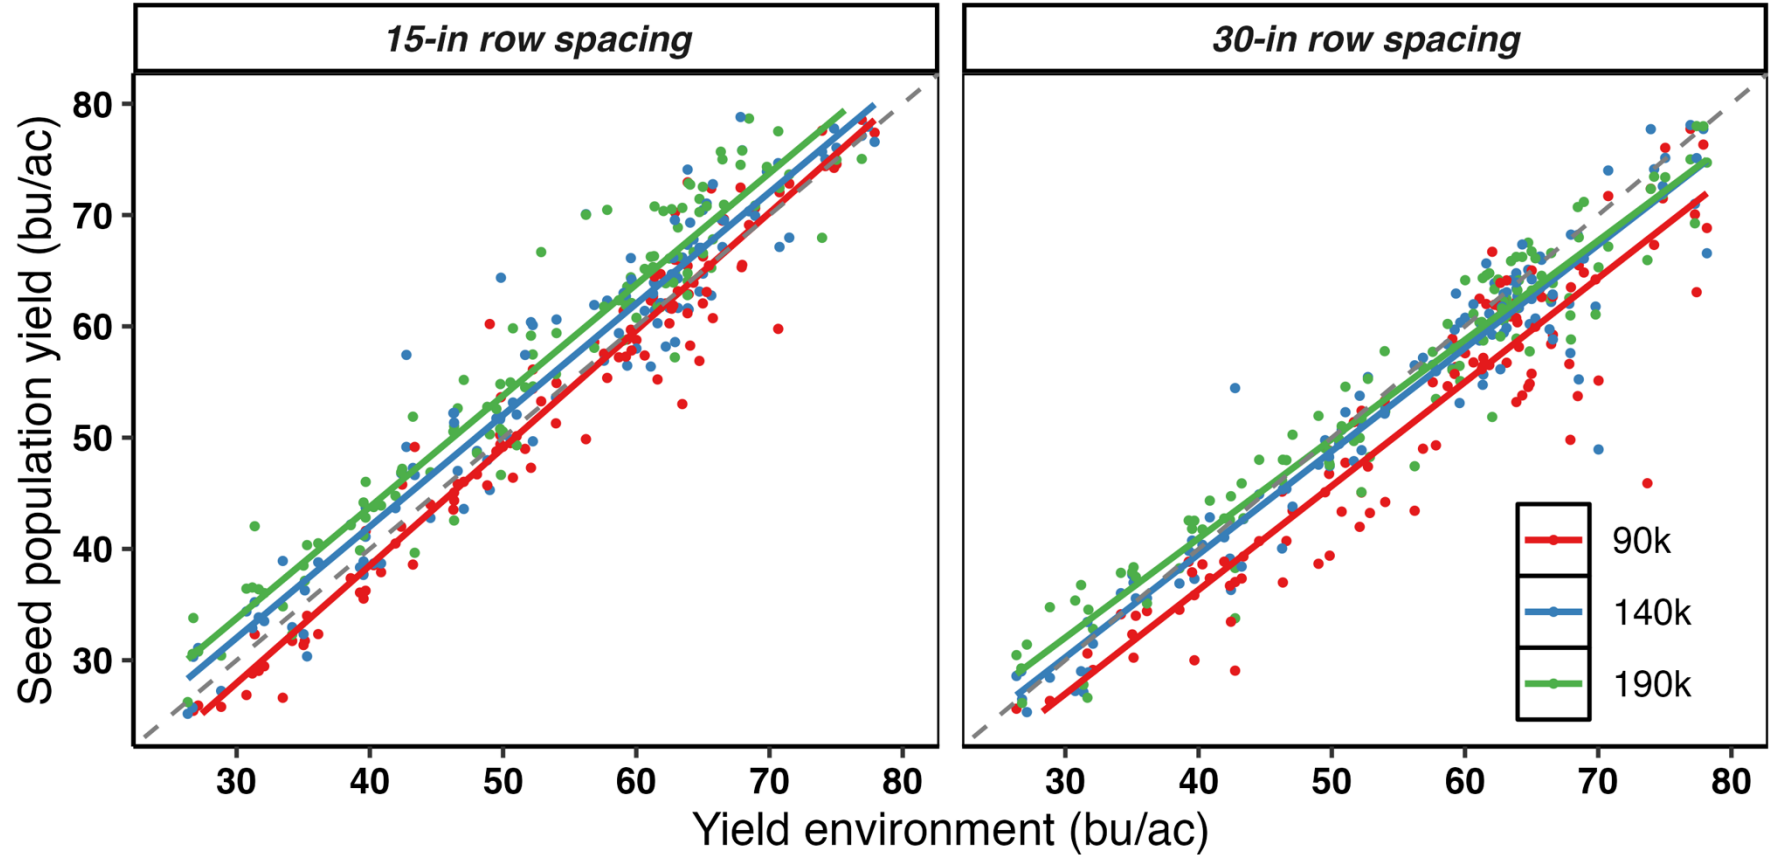 15-in row spacing
30-in row spacing
Seed population yield (bu/ac)
80
70
60
50
40
30
90k
140k
190k
30 40 50 60 70 80
30 40 50 60 70 80
Yield environment (bu/ac)